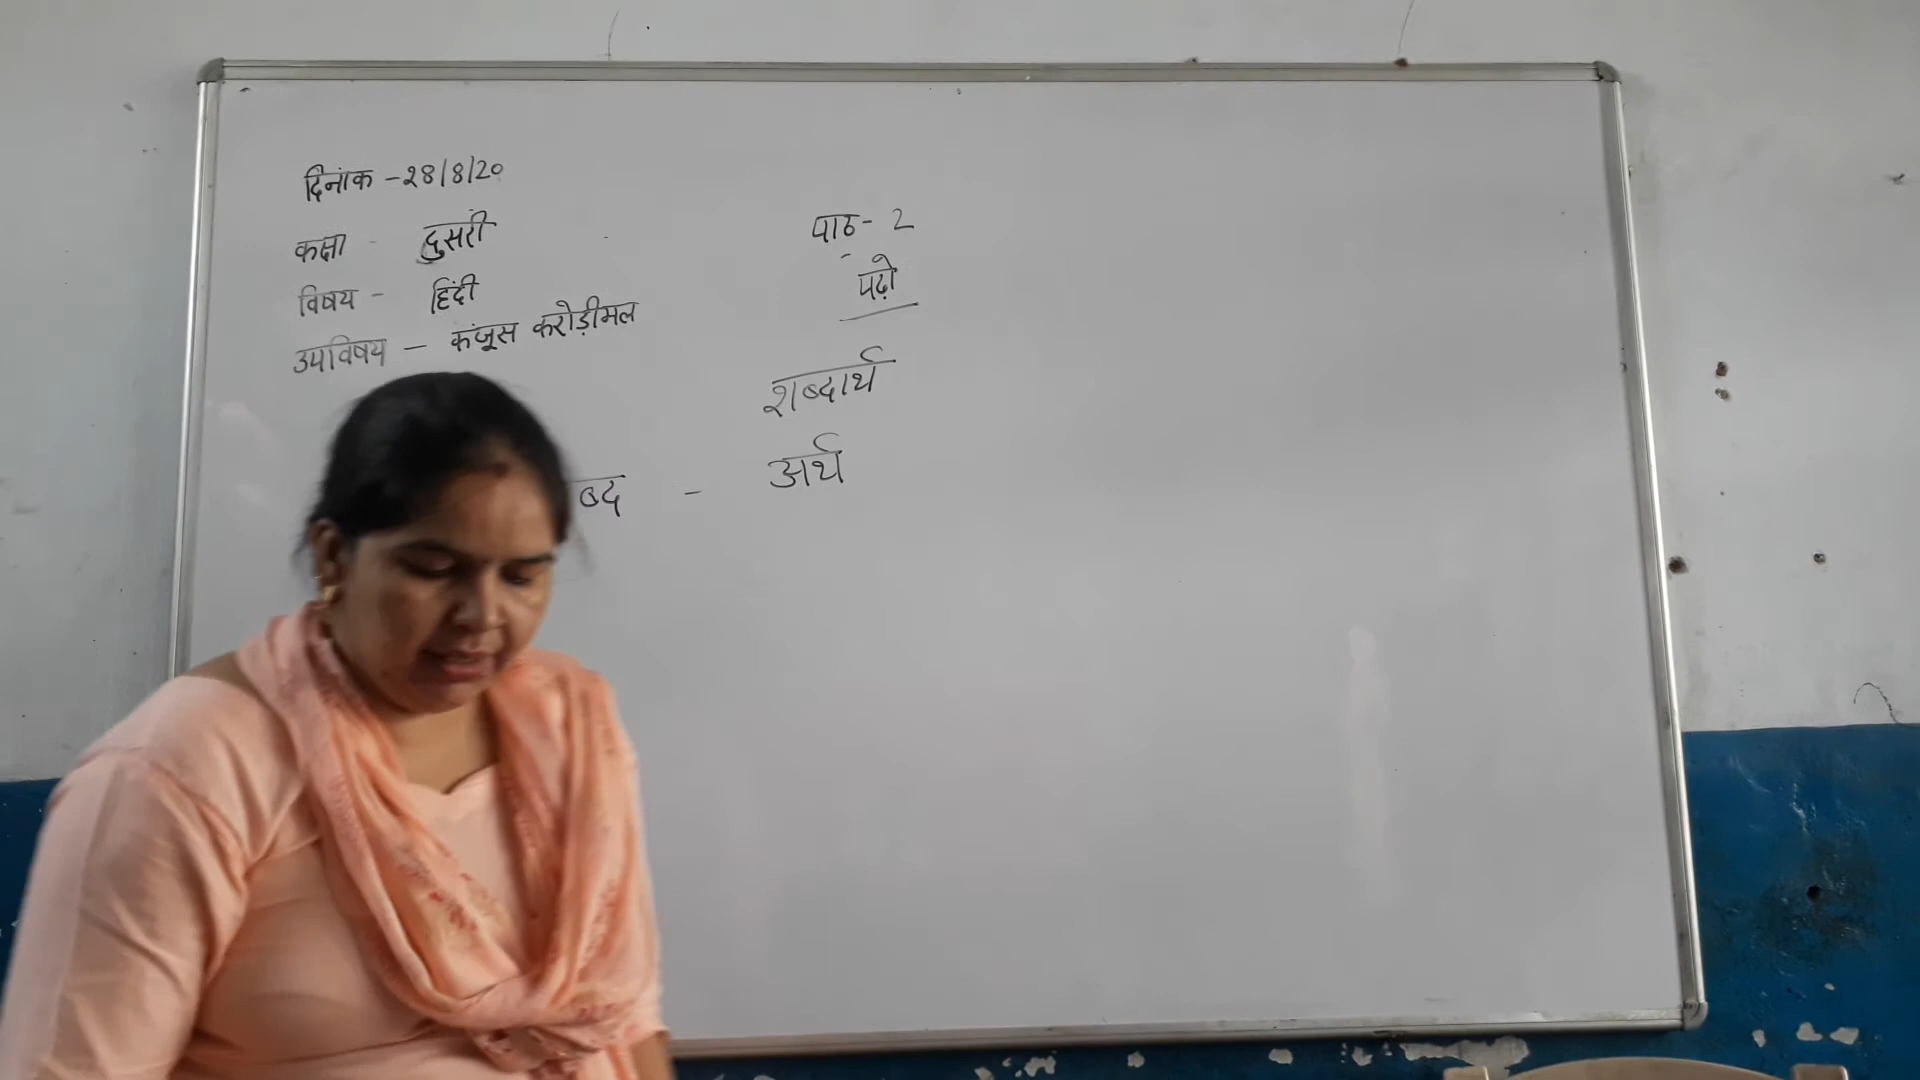 दिनांक - 28/8/20
कक्षा - दुसरी
विषय - हिंदी
उपविषय - कंजूस करोड़ीमल
पाठ - 2
पढ़ो
शब्दार्थ
ब्द - अर्थ